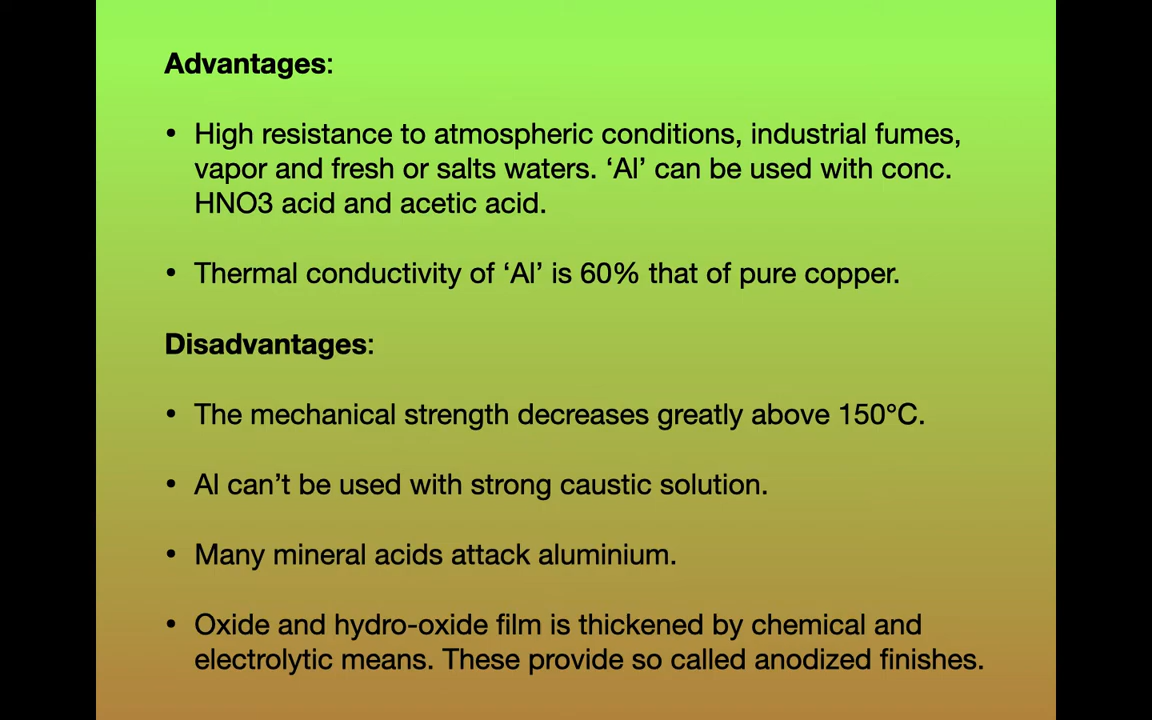 Advantages:
• High resistance to atmospheric conditions, industrial fumes,
vapor and fresh or salts waters. ‘Al’ can be used with conc.
HNO3 acid and acetic acid.
• Thermal conductivity of ‘Al’ is 60% that of pure copper.
Disadvantages:
• The mechanical strength decreases greatly above 150°C.
• Al can’t be used with strong caustic solution.
• Many mineral acids attack aluminium.
• Oxide and hydro-oxide film is thickened by chemical and
electrolytic means. These provide so called anodized finishes.